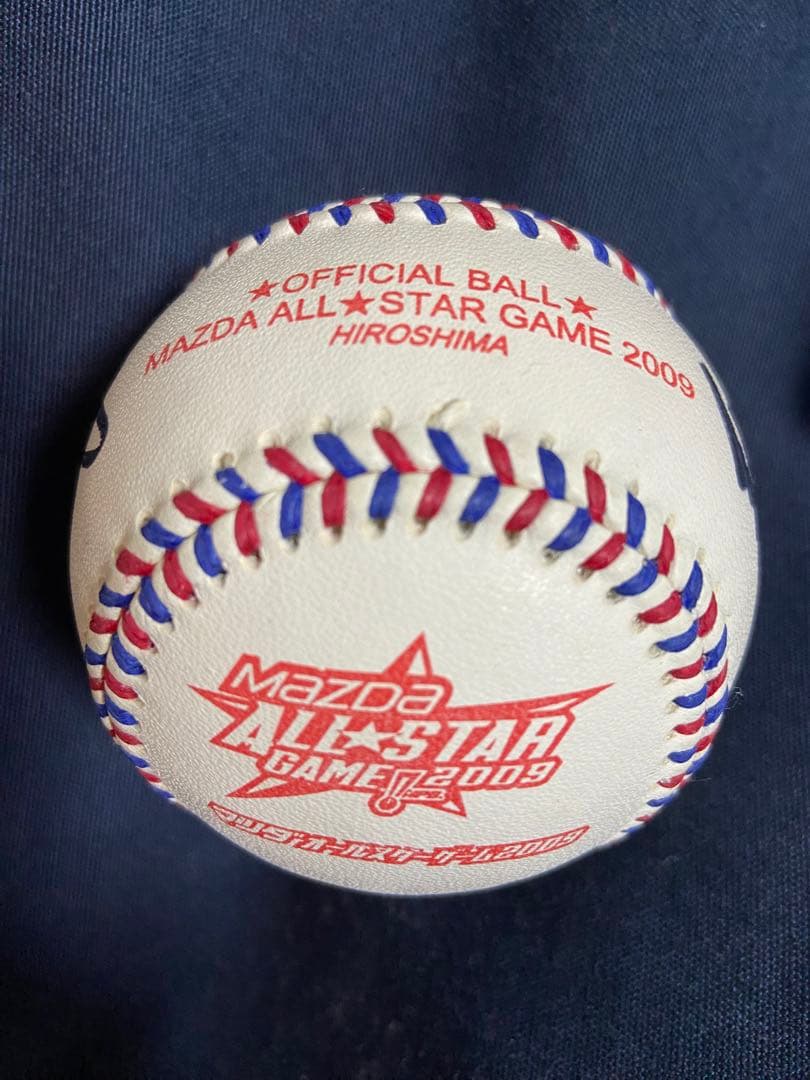 ★OFFICIAL BALL★
MAZDA ALL★STAR GAME 2009
HIROSHIMA
mazda
ALL★STAR
GAME 2009
マツダオールスターゲーム2009